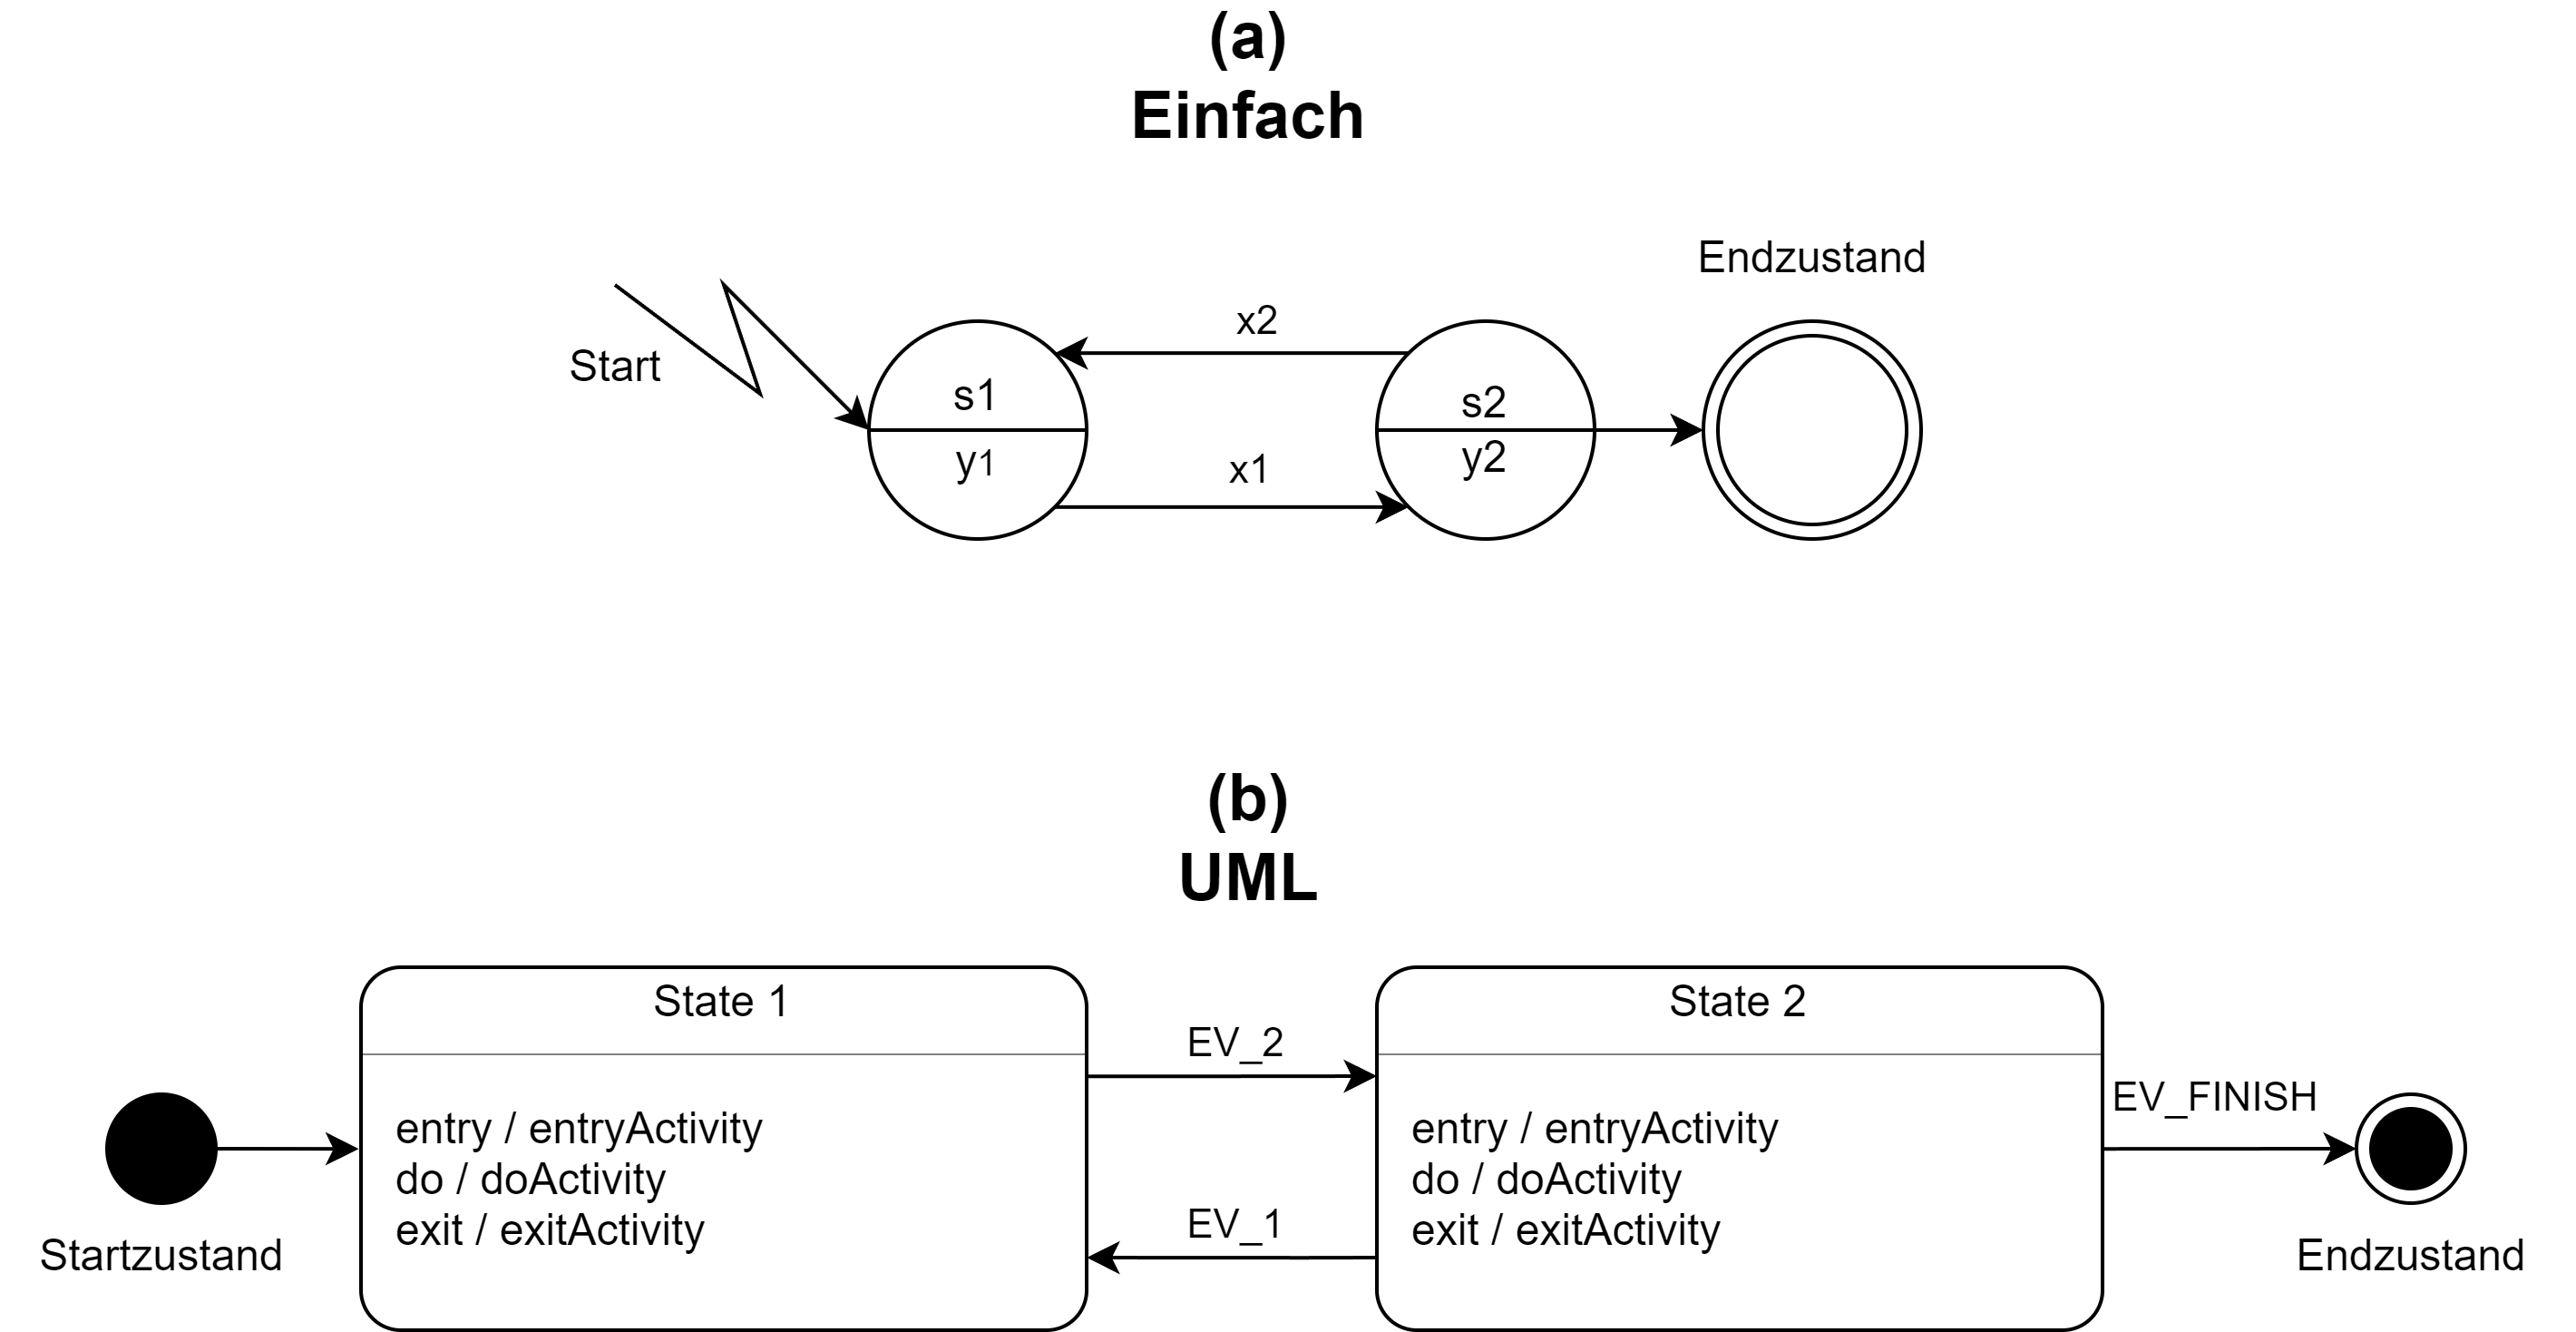 (a)
Einfach
Endzustand
x2
Start
s1
s2
y1
x1
y2
(b)
UML
State 1
State 2
EV_2
EV_FINISH
entry / entryActivity
do / doActivity
exit / exitActivity
entry / entryActivity
do / doActivity
exit / exitActivity
EV_1
Startzustand
Endzustand